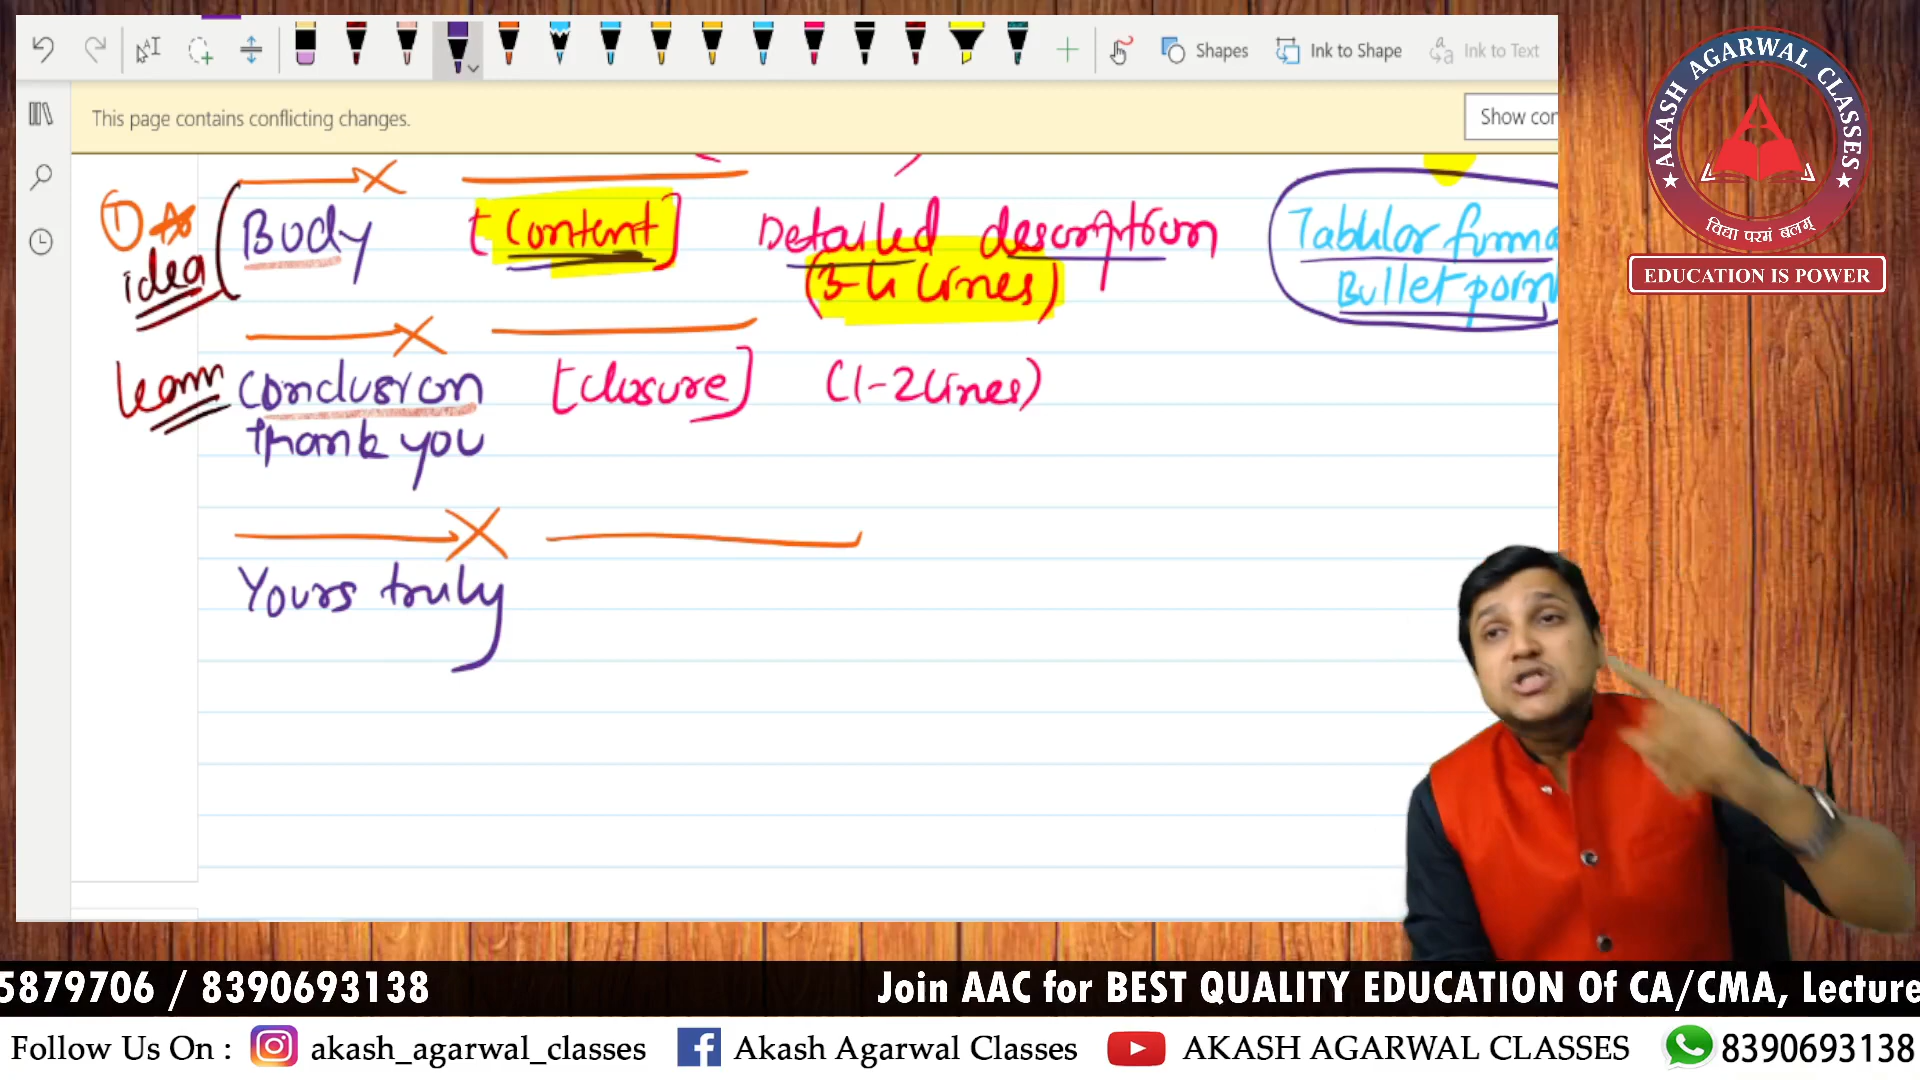 Shapes
Ink to Shape
Ink to Text
This page contains conflicting changes.
Show cor
① idea
Body [Content] Detailed description
(3-4 lines)
Tabular forma
Bullet poin
learn Conclusion [closure] (1-2 lines)
Thank you
Yours truly
AKASH AGARWAL CLASSES
विद्या परमं बलम्
EDUCATION IS POWER
5879706 / 8390693138
Join AAC for BEST QUALITY EDUCATION Of CA/CMA, Lecture
Follow Us On : akash_agarwal_classes Akash Agarwal Classes AKASH AGARWAL CLASSES 8390693138